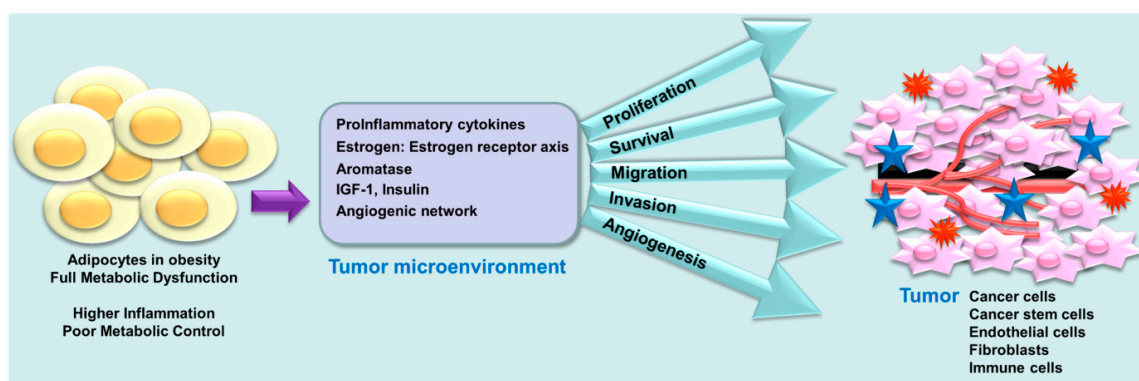 Adipocytes in obesity
Full Metabolic Dysfunction
Higher Inflammation
Poor Metabolic Control
ProInflammatory cytokines
Estrogen: Estrogen receptor axis
Aromatase
IGF-1, Insulin
Angiogenic network
Tumor microenvironment
Proliferation
Survival
Migration
Invasion
Angiogenesis
Tumor
Cancer cells
Cancer stem cells
Endothelial cells
Fibroblasts
Immune cells